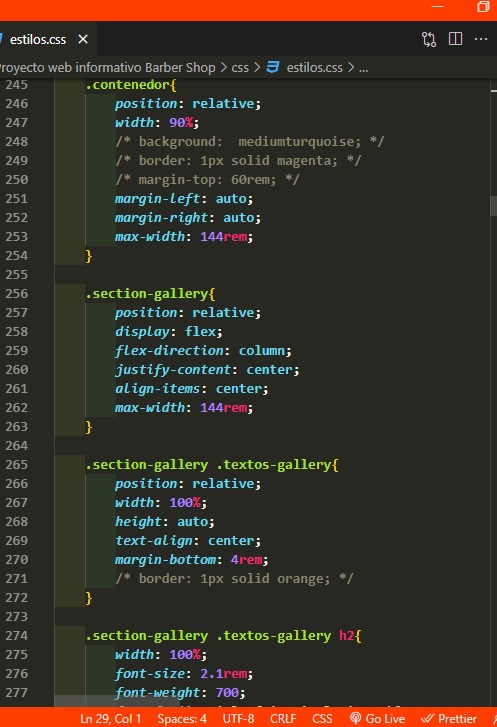 estilos.css
Proyecto web informativo Barber Shop > css > estilos.css > ...
245 .contenedor{
246 position: relative;
247 width: 90%;
248 /* background:  mediumturquoise; */
249 /* border: 1px solid magenta; */
250 /* margin-top: 60rem; */
251 margin-left: auto;
252 margin-right: auto;
253 max-width: 144rem;
254 }
255
256 .section-gallery{
257 position: relative;
258 display: flex;
259 flex-direction: column;
260 justify-content: center;
261 align-items: center;
262 max-width: 144rem;
263 }
264
265 .section-gallery .textos-gallery{
266 position: relative;
267 width: 100%;
268 height: auto;
269 text-align: center;
270 margin-bottom: 4rem;
271 /* border: 1px solid orange; */
272 }
273
274 .section-gallery .textos-gallery h2{
275 width: 100%;
276 font-size: 2.1rem;
277 font-weight: 700;
Ln 29, Col 1 Spaces: 4 UTF-8 CRLF CSS Go Live Prettier